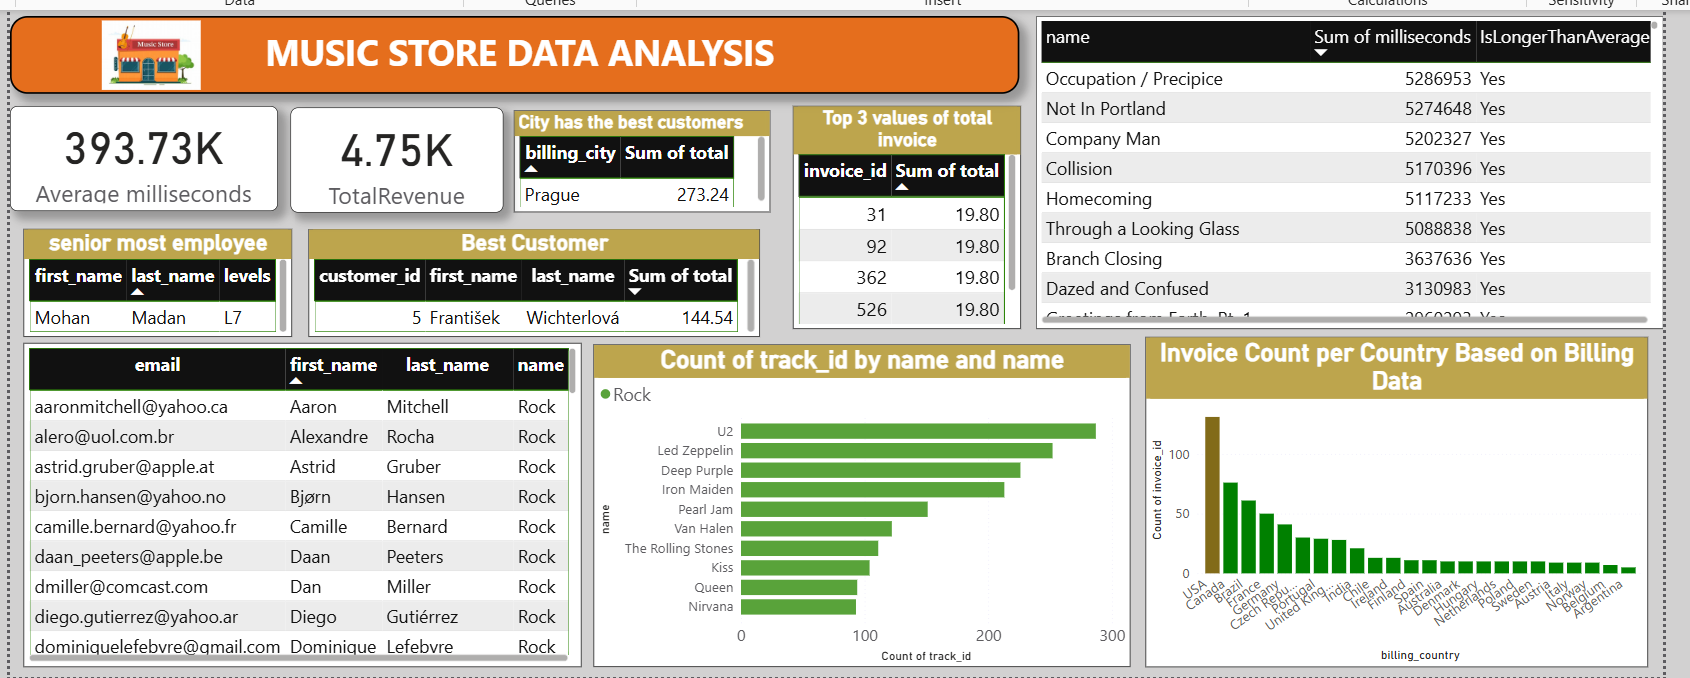 Data
Queries
Insert
Calculations
Sensitivity
Music Store
MUSIC STORE DATA ANALYSIS
393.73K
Average milliseconds
4.75K
TotalRevenue
City has the best customers
billing_city Sum of total
Prague 273.24
Top 3 values of total
invoice
invoice_id Sum of total
31 19.80
92 19.80
362 19.80
526 19.80
name Sum of milliseconds IsLongerThanAverage
Occupation / Precipice 5286953 Yes
Not In Portland 5274648 Yes
Company Man 5202327 Yes
Collision 5170396 Yes
Homecoming 5117233 Yes
Through a Looking Glass 5088838 Yes
Branch Closing 3637636 Yes
Dazed and Confused 3130983 Yes
senior most employee
first_name last_name levels
Mohan Madan L7
Best Customer
customer_id first_name last_name Sum of total
5 František Wichterlová 144.54
email first_name last_name name
aaronmitchell@yahoo.ca Aaron Mitchell Rock
alero@uol.com.br Alexandre Rocha Rock
astrid.gruber@apple.at Astrid Gruber Rock
bjorn.hansen@yahoo.no Bjørn Hansen Rock
camille.bernard@yahoo.fr Camille Bernard Rock
daan_peeters@apple.be Daan Peeters Rock
dmiller@comcast.com Dan Miller Rock
diego.gutierrez@yahoo.ar Diego Gutiérrez Rock
dominiquelefebvre@gmail.com Dominique Lefebvre Rock
Count of track_id by name and name
Rock
name
U2
Led Zeppelin
Deep Purple
Iron Maiden
Pearl Jam
Van Halen
The Rolling Stones
Kiss
Queen
Nirvana
0 100 200 300
Count of track_id
Invoice Count per Country Based on Billing
Data
Count of invoice_id
100
50
0
USA
Canada
Brazil
France
Germany
Czech Repu...
Portugal
United King...
India
Chile
Ireland
Finland
Spain
Australia
Denmark
Hungary
Netherlands
Poland
Sweden
Austria
Italy
Norway
Belgium
Argentina
billing_country